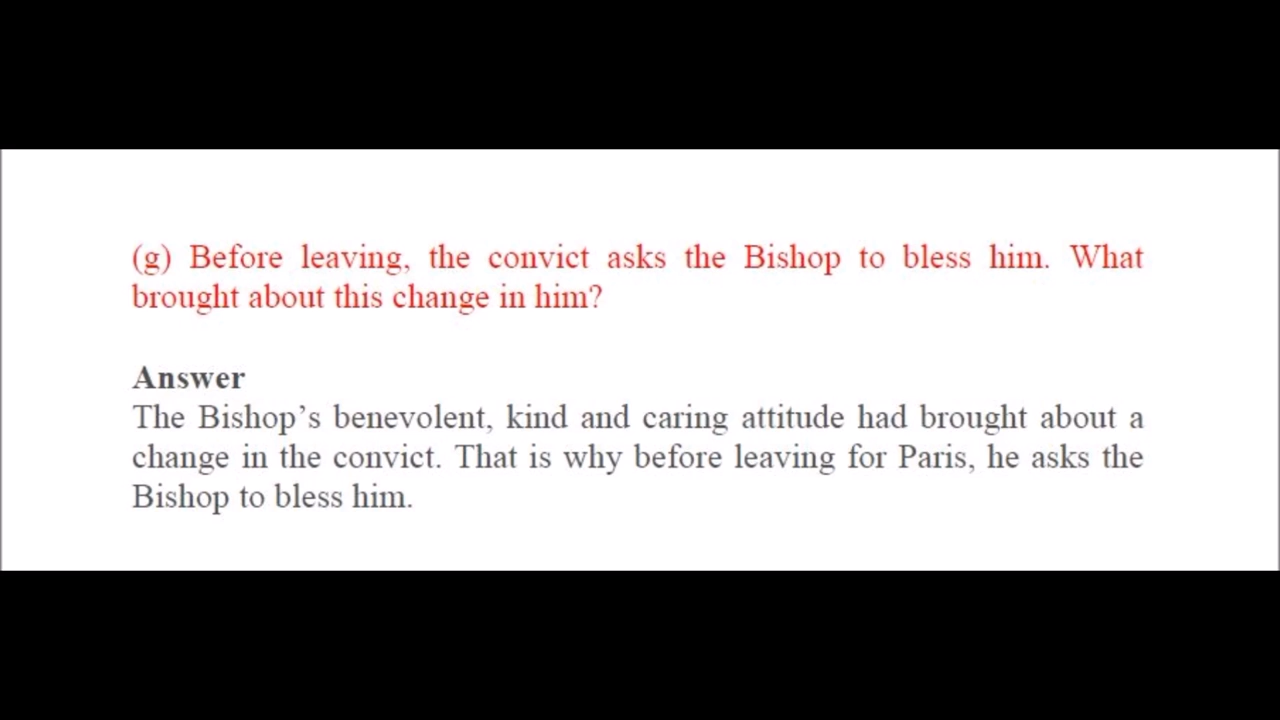 (g) Before leaving, the convict asks the Bishop to bless him. What
brought about this change in him?
Answer
The Bishop’s benevolent, kind and caring attitude had brought about a
change in the convict. That is why before leaving for Paris, he asks the
Bishop to bless him.